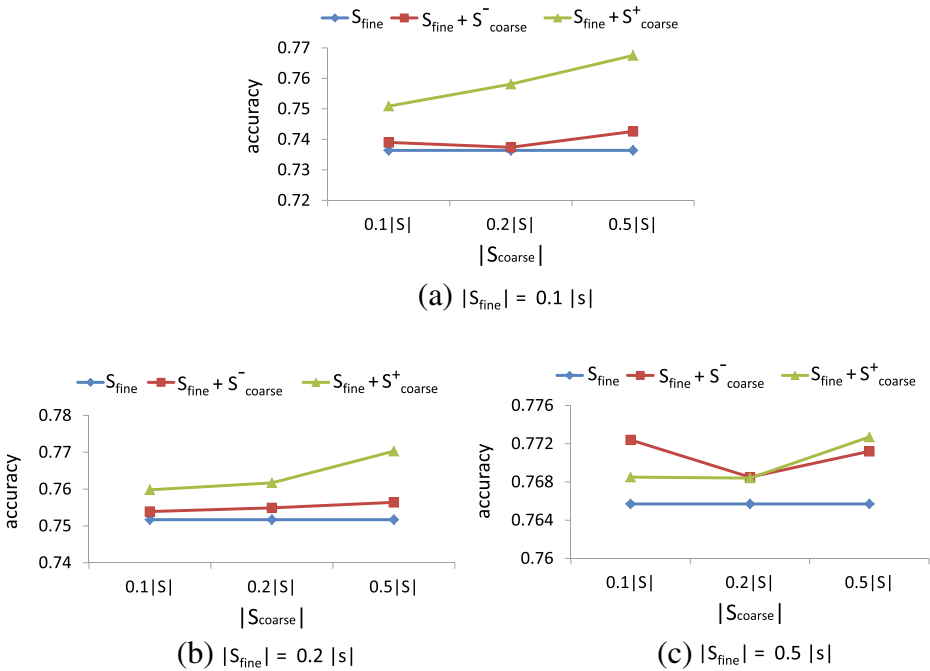 Sfine Sfine + S⁻coarse Sfine + S⁺coarse
0.77
0.76
0.75
0.74
0.73
0.72
accuracy
0.1|S| 0.2|S| 0.5|S|
|Scoarse|
(a) |Sfine| = 0.1 |s|
Sfine Sfine + S⁻coarse Sfine + S⁺coarse
0.78
0.77
0.76
0.75
0.74
accuracy
0.1|S| 0.2|S| 0.5|S|
|Scoarse|
(b) |Sfine| = 0.2 |s|
Sfine Sfine + S⁻coarse Sfine + S⁺coarse
0.776
0.772
0.768
0.764
0.76
accuracy
0.1|S| 0.2|S| 0.5|S|
|Scoarse|
(c) |Sfine| = 0.5 |s|